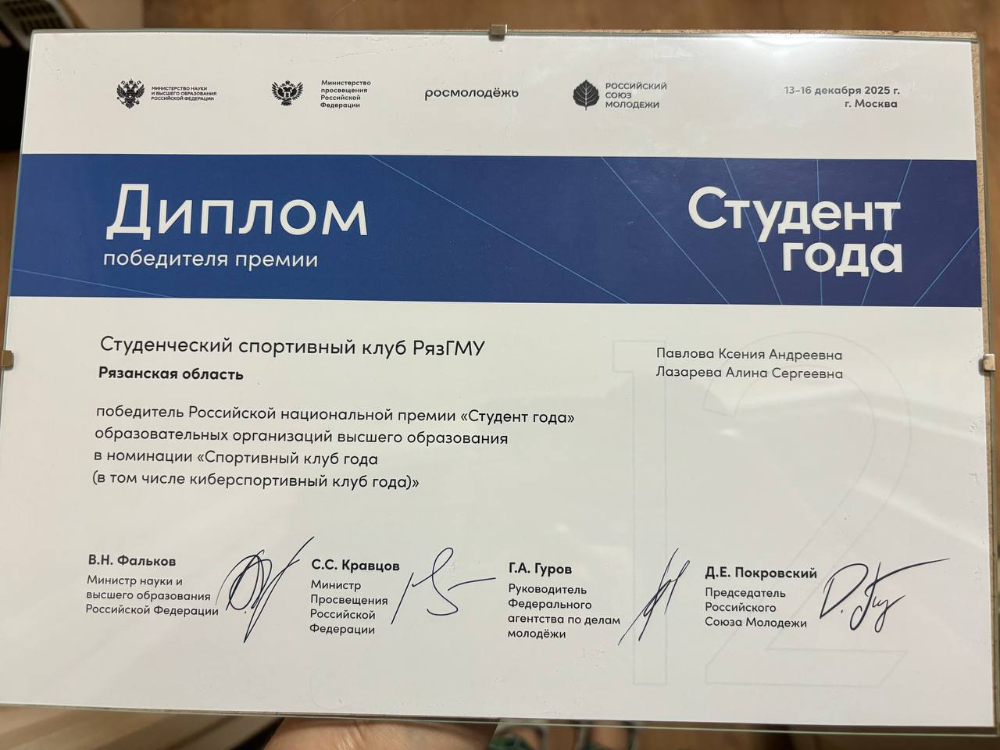 МИНИСТЕРСТВО НАУКИ
И ВЫСШЕГО ОБРАЗОВАНИЯ
РОССИЙСКОЙ ФЕДЕРАЦИИ
Министерство
просвещения
Российской
Федерации
росмолодёжь
РОССИЙСКИЙ
СОЮЗ
МОЛОДЕЖИ
13–16 декабря 2025 г.
г. Москва
Диплом
победителя премии
Студент
года
Студенческий спортивный клуб РязГМУ
Рязанская область
Павлова Ксения Андреевна
Лазарева Алина Сергеевна
победитель Российской национальной премии «Студент года»
образовательных организаций высшего образования
в номинации «Спортивный клуб года
(в том числе киберспортивный клуб года)»
12
В.Н. Фальков
Министр науки и
высшего образования
Российской Федерации
С.С. Кравцов
Министр
Просвещения
Российской
Федерации
Г.А. Гуров
Руководитель
Федерального
агентства по делам
молодёжи
Д.Е. Покровский
Председатель
Российского
Союза Молодежи